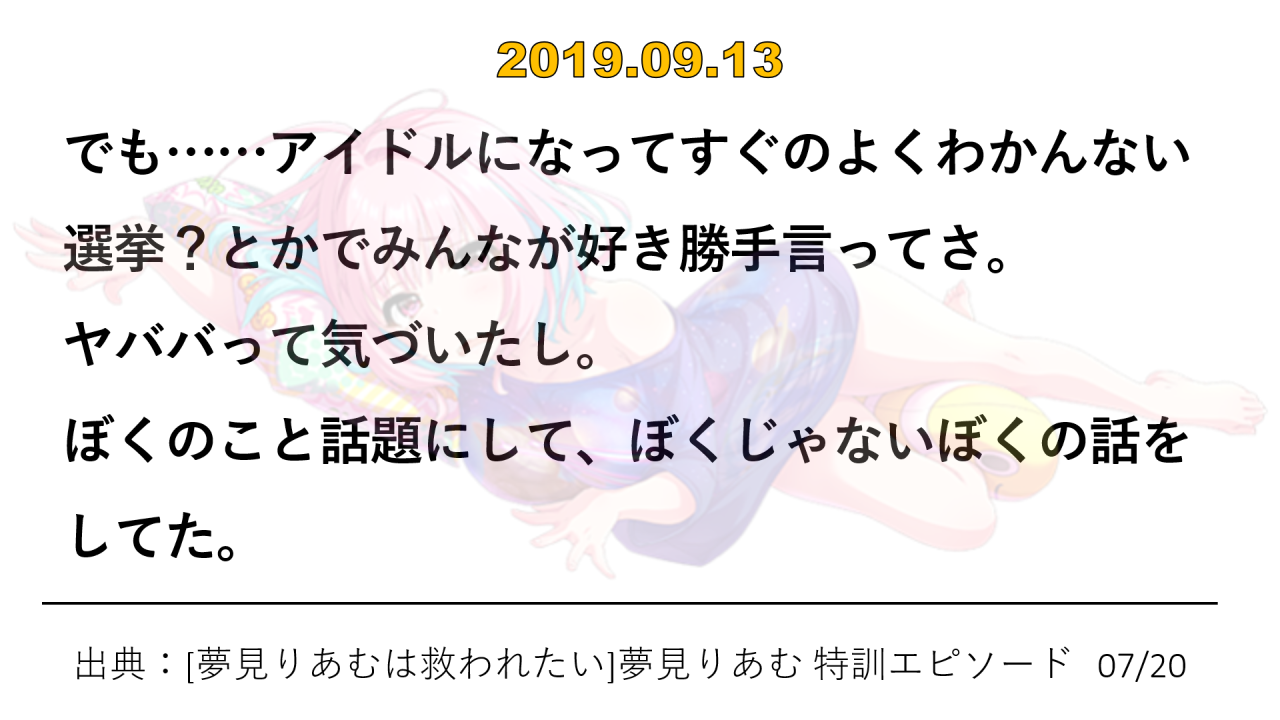 2019.09.13
でも……アイドルになってすぐのよくわかんない
選挙？とかでみんなが好き勝手言ってさ。
ヤババって気づいたし。
ぼくのこと話題にして、ぼくじゃないぼくの話を
してた。
出典：[夢見りあむは救われたい]夢見りあむ 特訓エピソード 07/20